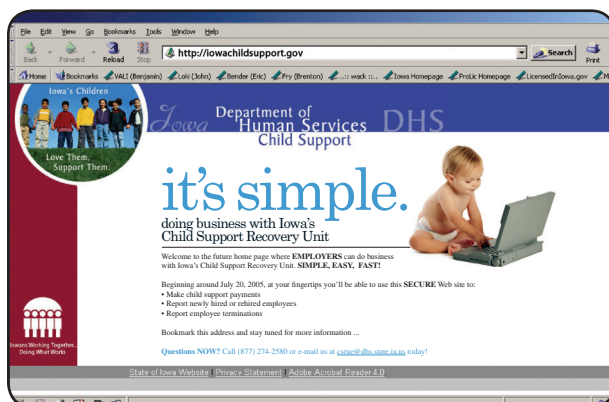 File Edit View Go Bookmarks Tools Window Help
Back Forward Reload Stop http://iowachildsupport.gov Search Print
Home Bookmarks VALI (Benjamin) Loki (John) Bender (Eric) Fry (Brenton) ..:: wack ::.. Iowa Homepage ProLic Homepage LicensedInIowa.gov M
Iowa's Children
Love Them.
Support Them.
Iowa Department of
Human Services DHS
Child Support
it's simple.
doing business with Iowa's
Child Support Recovery Unit
Welcome to the future home page where EMPLOYERS can do business
with Iowa's Child Support Recovery Unit. SIMPLE, EASY, FAST!
Beginning around July 20, 2005, at your fingertips you'll be able to use this SECURE Web site to:
• Make child support payments
• Report newly hired or rehired employees
• Report employee terminations
Bookmark this address and stay tuned for more information ...
Questions NOW? Call (877) 274-2580 or e-mail us at csrue@dhs.state.ia.us today!
Iowans Working Together...
Doing What Works
State of Iowa Website | Privacy Statement | Adobe Acrobat Reader 4.0